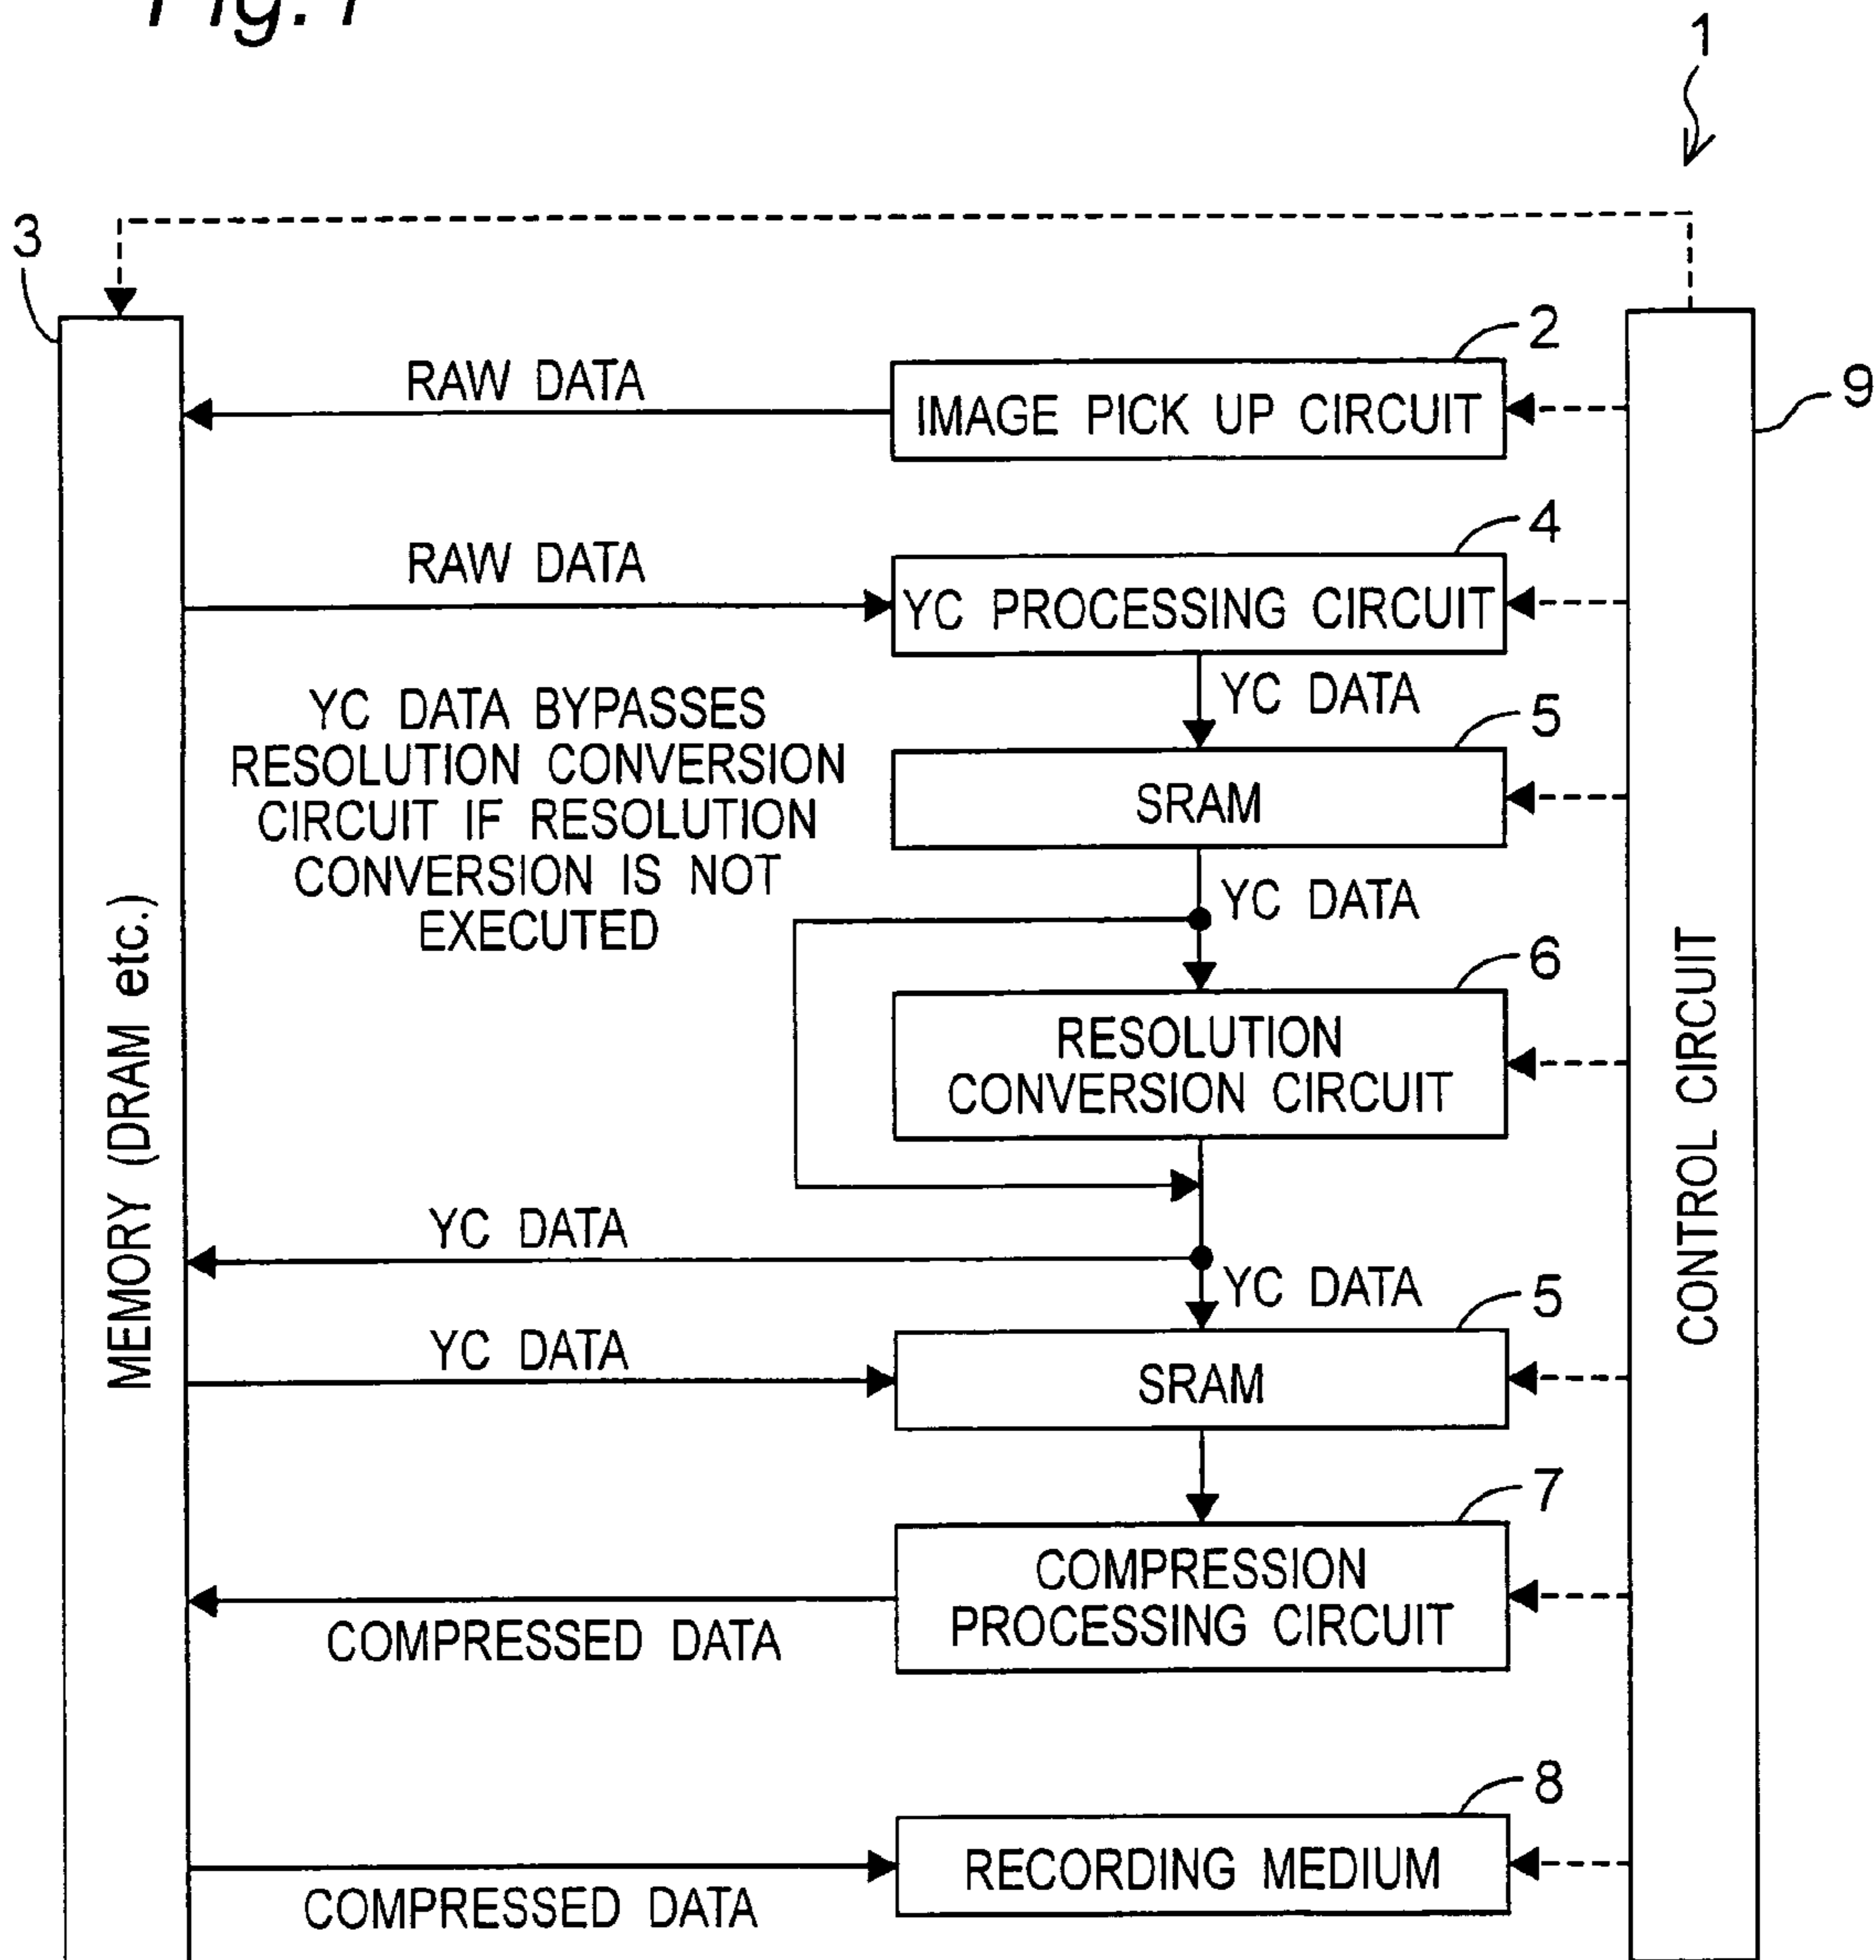 Fig.1
1
3
2
RAW DATA
IMAGE PICK UP CIRCUIT
9
4
RAW DATA
YC PROCESSING CIRCUIT
YC DATA
5
YC DATA BYPASSES
RESOLUTION CONVERSION
CIRCUIT IF RESOLUTION
CONVERSION IS NOT
EXECUTED
SRAM
YC DATA
6
RESOLUTION
CONVERSION CIRCUIT
MEMORY (DRAM etc.)
CONTROL CIRCUIT
YC DATA
YC DATA
5
YC DATA
SRAM
7
COMPRESSION
PROCESSING CIRCUIT
COMPRESSED DATA
8
RECORDING MEDIUM
COMPRESSED DATA